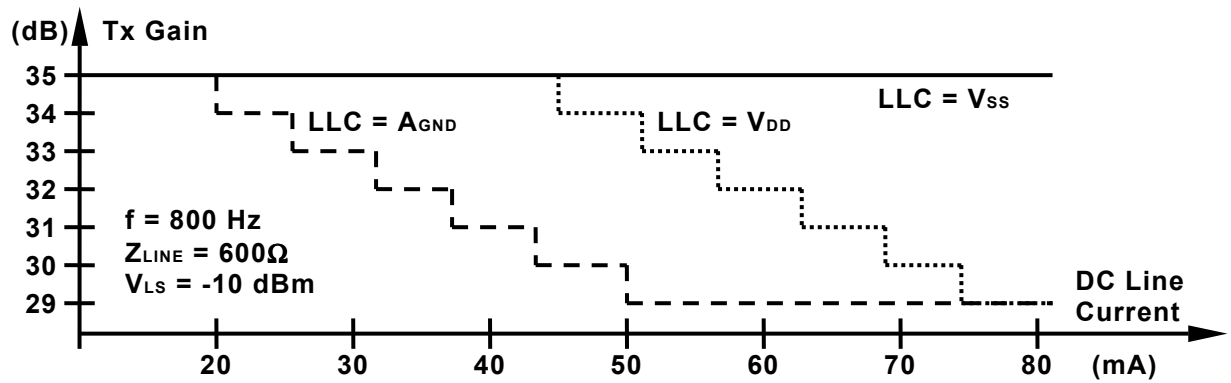 (dB) Tx Gain
35
34
33
32
31
30
29
LLC = AGND
LLC = VDD
LLC = VSS
f = 800 Hz
ZLINE = 600Ω
VLS = -10 dBm
DC Line
Current
20 30 40 50 60 70 80 (mA)